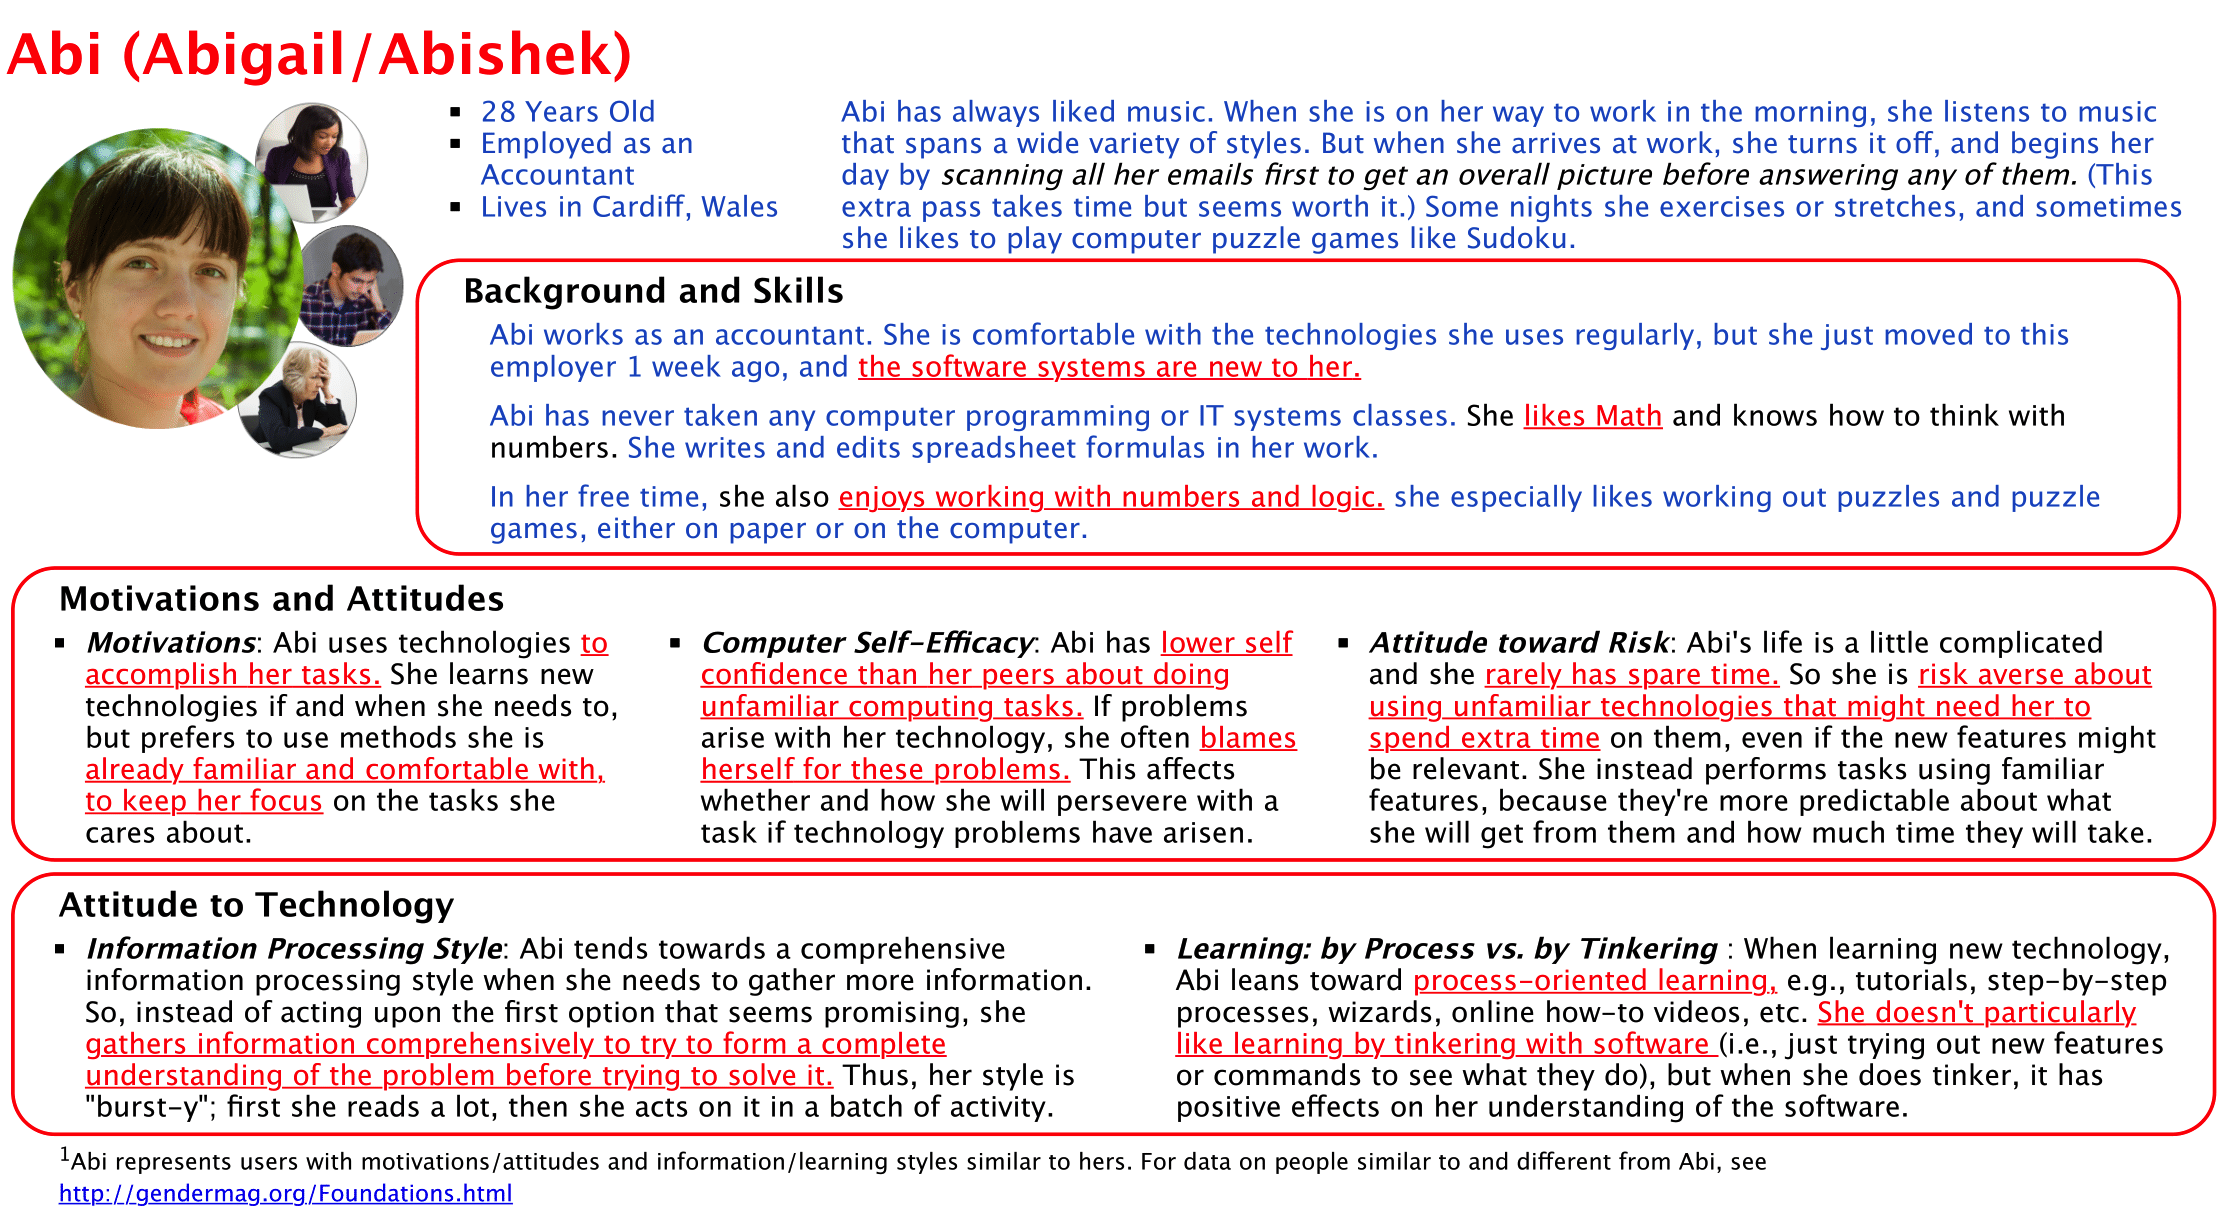 Abi (Abigail/Abishek)
▪ 28 Years Old
▪ Employed as an
Accountant
▪ Lives in Cardiff, Wales
Abi has always liked music. When she is on her way to work in the morning, she listens to music
that spans a wide variety of styles. But when she arrives at work, she turns it off, and begins her
day by scanning all her emails first to get an overall picture before answering any of them. (This
extra pass takes time but seems worth it.) Some nights she exercises or stretches, and sometimes
she likes to play computer puzzle games like Sudoku.
Background and Skills
Abi works as an accountant. She is comfortable with the technologies she uses regularly, but she just moved to this
employer 1 week ago, and the software systems are new to her.
Abi has never taken any computer programming or IT systems classes. She likes Math and knows how to think with
numbers. She writes and edits spreadsheet formulas in her work.
In her free time, she also enjoys working with numbers and logic. she especially likes working out puzzles and puzzle
games, either on paper or on the computer.
Motivations and Attitudes
▪ Motivations: Abi uses technologies to
accomplish her tasks. She learns new
technologies if and when she needs to,
but prefers to use methods she is
already familiar and comfortable with,
to keep her focus on the tasks she
cares about.
▪ Computer Self-Efficacy: Abi has lower self
confidence than her peers about doing
unfamiliar computing tasks. If problems
arise with her technology, she often blames
herself for these problems. This affects
whether and how she will persevere with a
task if technology problems have arisen.
▪ Attitude toward Risk: Abi's life is a little complicated
and she rarely has spare time. So she is risk averse about
using unfamiliar technologies that might need her to
spend extra time on them, even if the new features might
be relevant. She instead performs tasks using familiar
features, because they're more predictable about what
she will get from them and how much time they will take.
Attitude to Technology
▪ Information Processing Style: Abi tends towards a comprehensive
information processing style when she needs to gather more information.
So, instead of acting upon the first option that seems promising, she
gathers information comprehensively to try to form a complete
understanding of the problem before trying to solve it. Thus, her style is
"burst-y"; first she reads a lot, then she acts on it in a batch of activity.
▪ Learning: by Process vs. by Tinkering : When learning new technology,
Abi leans toward process-oriented learning, e.g., tutorials, step-by-step
processes, wizards, online how-to videos, etc. She doesn't particularly
like learning by tinkering with software (i.e., just trying out new features
or commands to see what they do), but when she does tinker, it has
positive effects on her understanding of the software.
1Abi represents users with motivations/attitudes and information/learning styles similar to hers. For data on people similar to and different from Abi, see
http://gendermag.org/Foundations.html